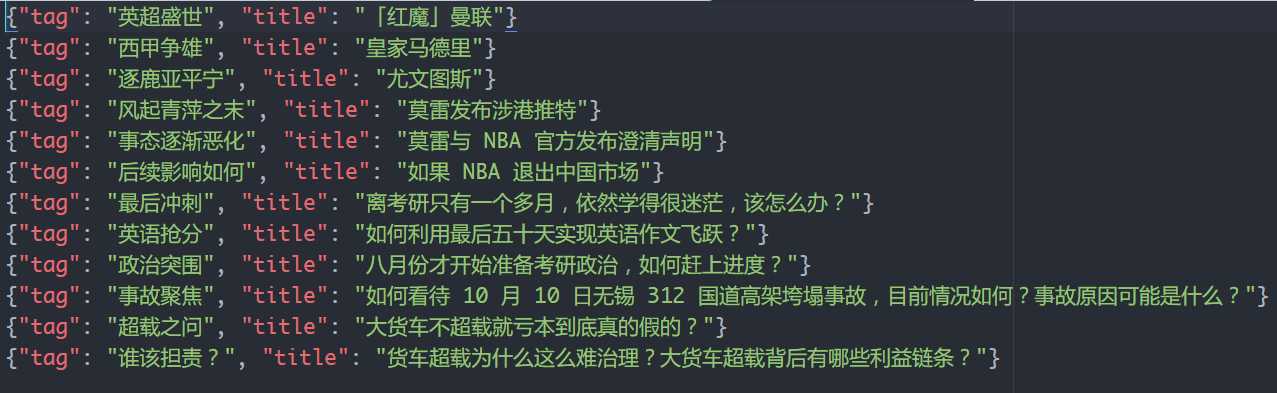 {"tag": "英超盛世", "title": "「红魔」曼联"}
{"tag": "西甲争雄", "title": "皇家马德里"}
{"tag": "逐鹿亚平宁", "title": "尤文图斯"}
{"tag": "风起青萍之末", "title": "莫雷发布涉港推特"}
{"tag": "事态逐渐恶化", "title": "莫雷与 NBA 官方发布澄清声明"}
{"tag": "后续影响如何", "title": "如果 NBA 退出中国市场"}
{"tag": "最后冲刺", "title": "离考研只有一个多月，依然学得很迷茫，该怎么办？"}
{"tag": "英语抢分", "title": "如何利用最后五十天实现英语作文飞跃？"}
{"tag": "政治突围", "title": "八月份才开始准备考研政治，如何赶上进度？"}
{"tag": "事故聚焦", "title": "如何看待 10 月 10 日无锡 312 国道高架垮塌事故，目前情况如何？事故原因可能是什么？"}
{"tag": "超载之问", "title": "大货车不超载就亏本到底真的假的？"}
{"tag": "谁该担责？", "title": "货车超载为什么这么难治理？大货车超载背后有哪些利益链条？"}